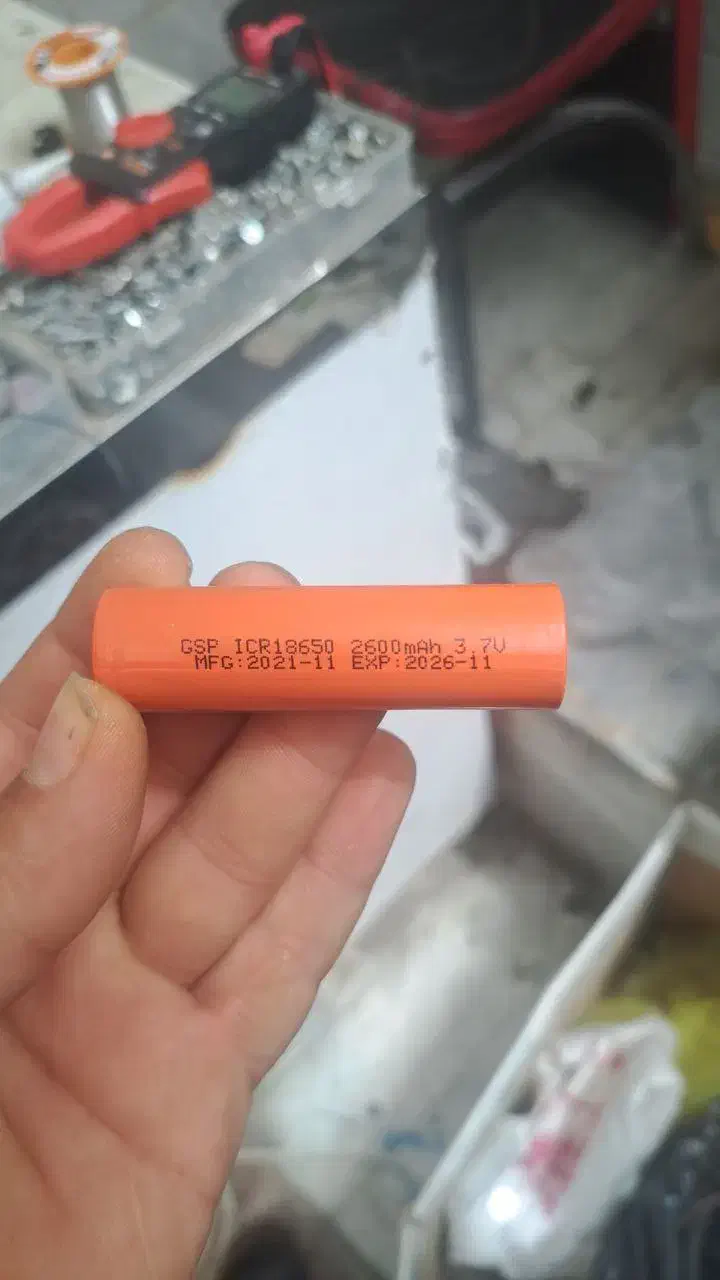 GSP ICR18650 2600mAh 3.7V
MFG:2021-11 EXP:2026-11